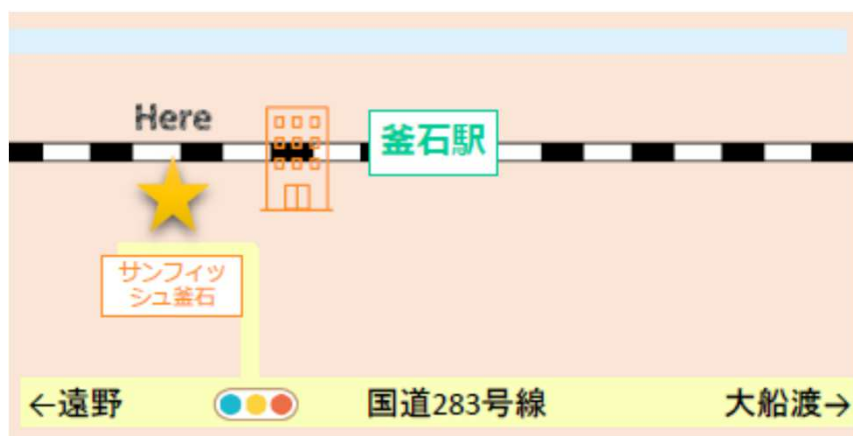 Here
釜石駅
サンフィッ
シュ釜石
←遠野
国道283号線
大船渡→